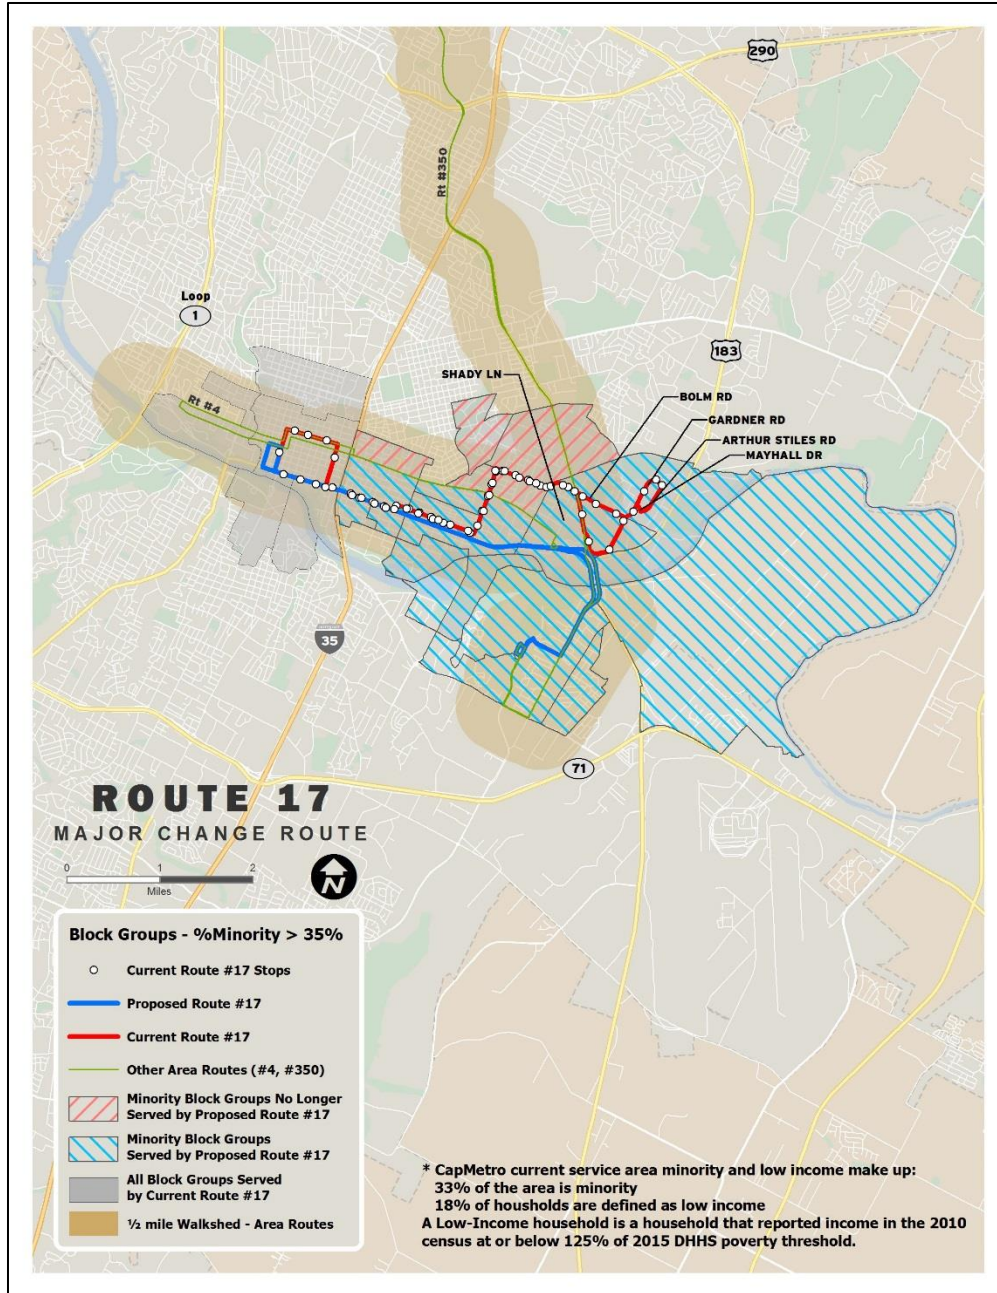 290
Rt #350
Loop
1
183
SHADY LN
BOLM RD
GARDNER RD
ARTHUR STILES RD
MAYHALL DR
Rt #4
35
71
ROUTE 17
MAJOR CHANGE ROUTE
0 1 2
Miles
N
Block Groups - %Minority > 35%
Current Route #17 Stops
Proposed Route #17
Current Route #17
Other Area Routes (#4, #350)
Minority Block Groups No Longer
Served by Proposed Route #17
Minority Block Groups
Served by Proposed Route #17
All Block Groups Served
by Current Route #17
½ mile Walkshed - Area Routes
* CapMetro current service area minority and low income make up:
33% of the area is minority
18% of housholds are defined as low income
A Low-Income household is a household that reported income in the 2010
census at or below 125% of 2015 DHHS poverty threshold.